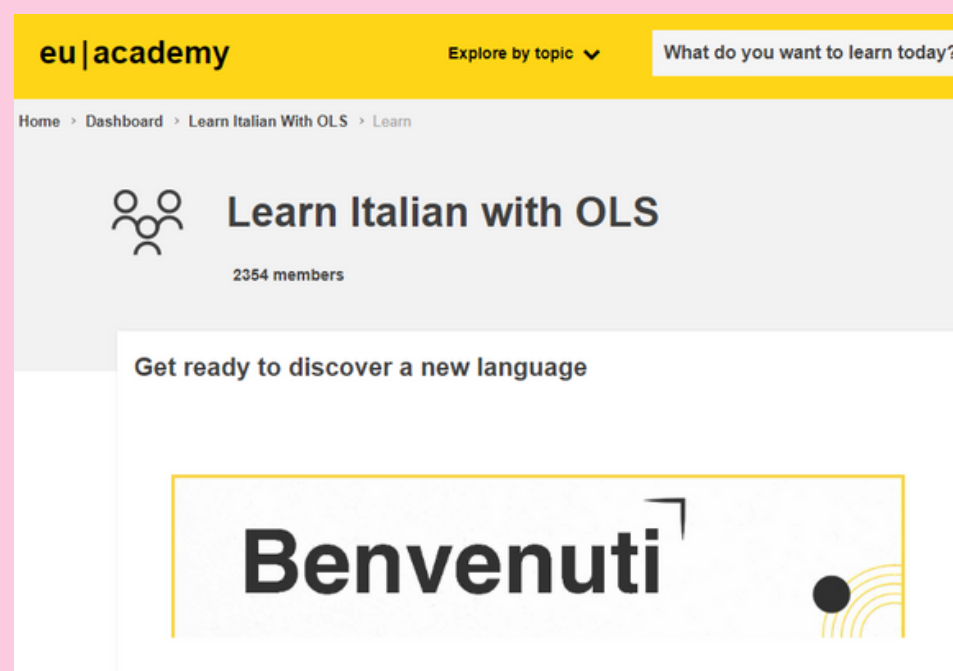 eu|academy
Explore by topic
What do you want to learn today?
Home > Dashboard > Learn Italian With OLS > Learn
Learn Italian with OLS
2354 members
Get ready to discover a new language
Benvenuti